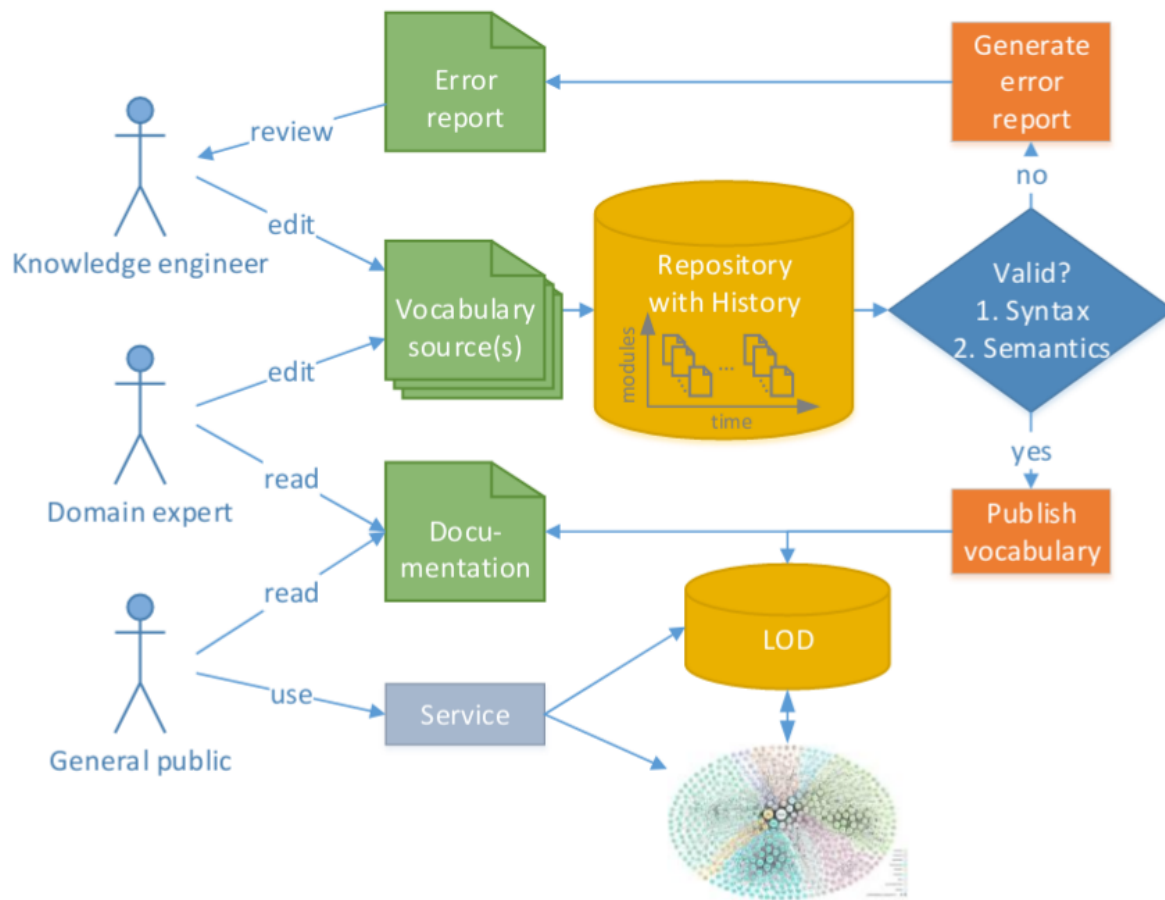 Error
report
Generate
error
report
review
no
edit
Knowledge engineer
Vocabulary
source(s)
Repository
with History
modules
...
...
time
Valid?
1. Syntax
2. Semantics
edit
yes
read
Domain expert
Docu-
mentation
Publish
vocabulary
read
LOD
use
Service
General public